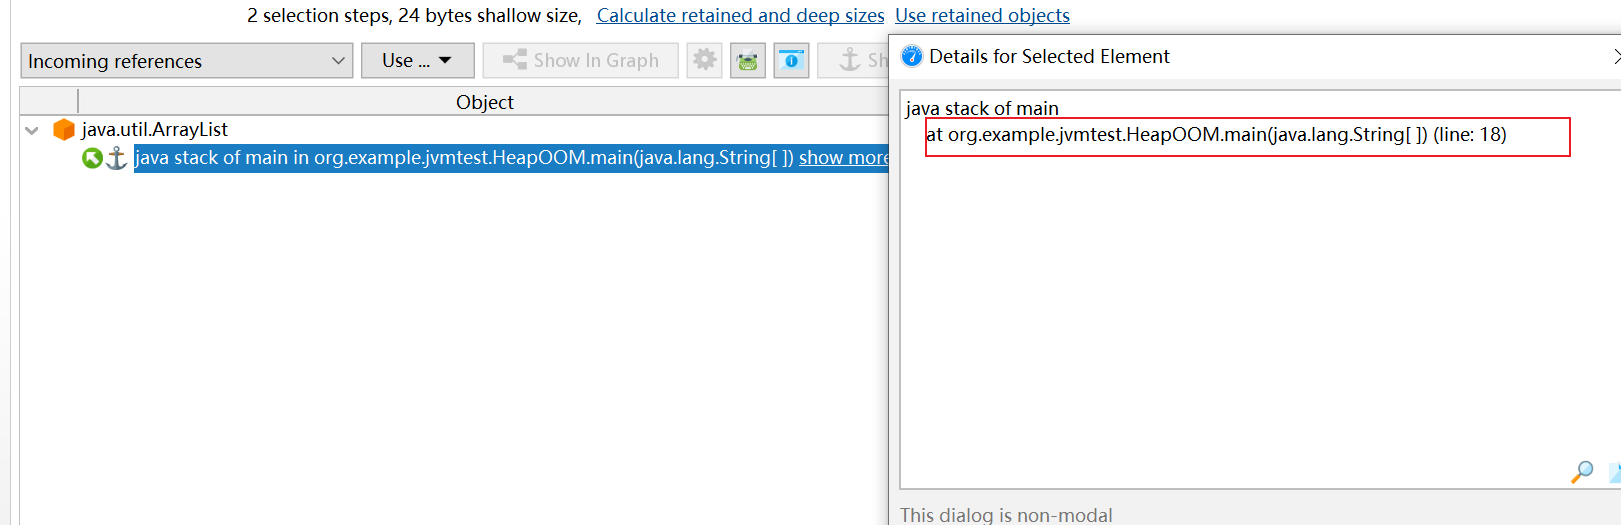 2 selection steps, 24 bytes shallow size, Calculate retained and deep sizes Use retained objects
Incoming references
Use ...
Show In Graph
Sh
Object
java.util.ArrayList
java stack of main in org.example.jvmtest.HeapOOM.main(java.lang.String[ ]) show more
Details for Selected Element
java stack of main
at org.example.jvmtest.HeapOOM.main(java.lang.String[ ]) (line: 18)
This dialog is non-modal